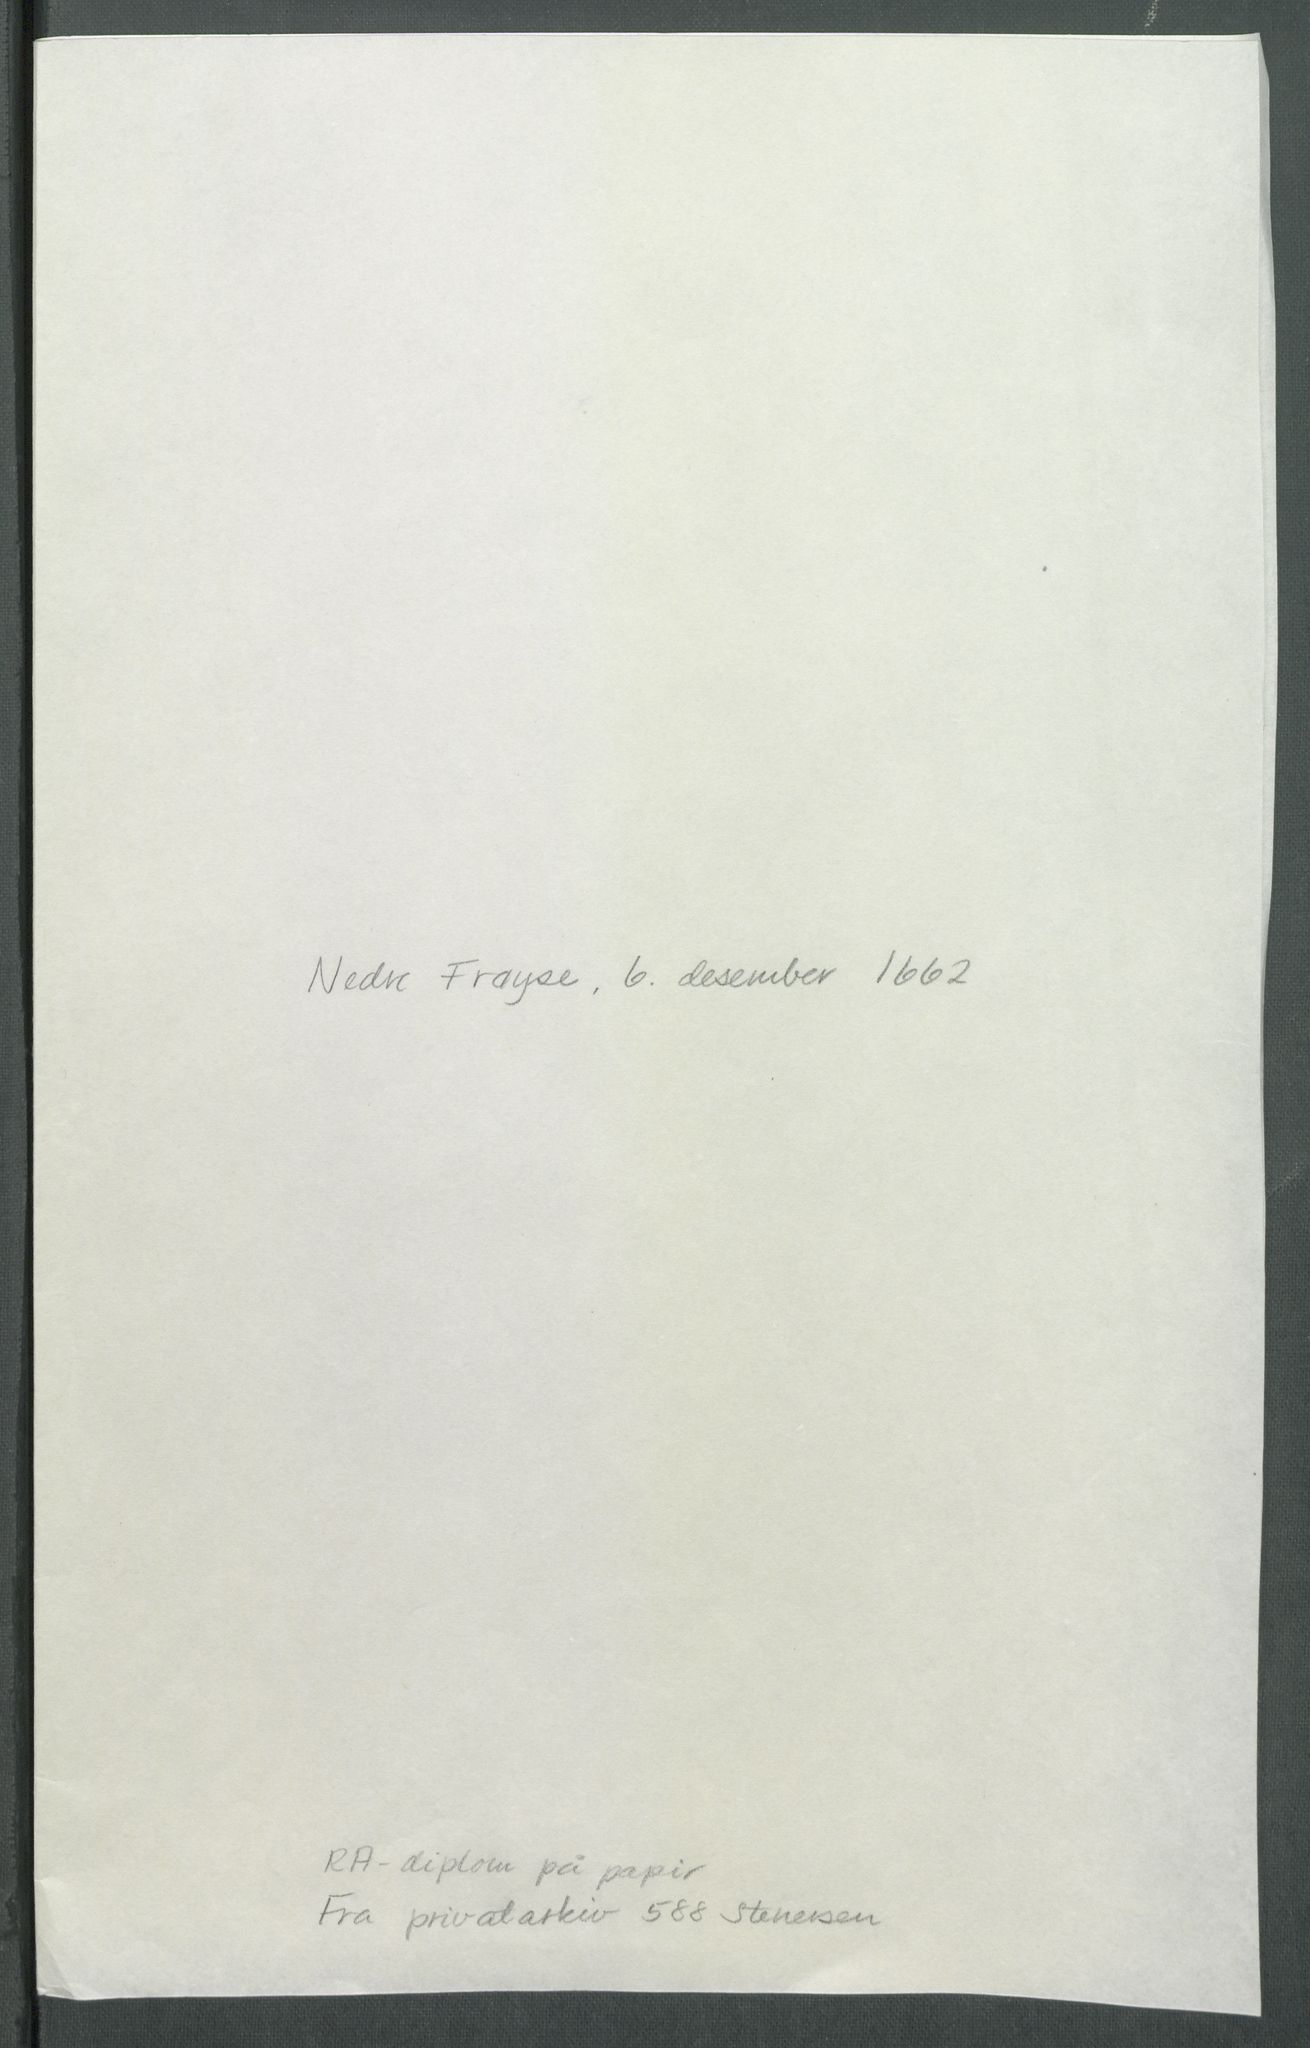 Nedre Frøyse, 6. desember 1662
RA-diplom på papir
Fra privatarkiv 588 Stenersen